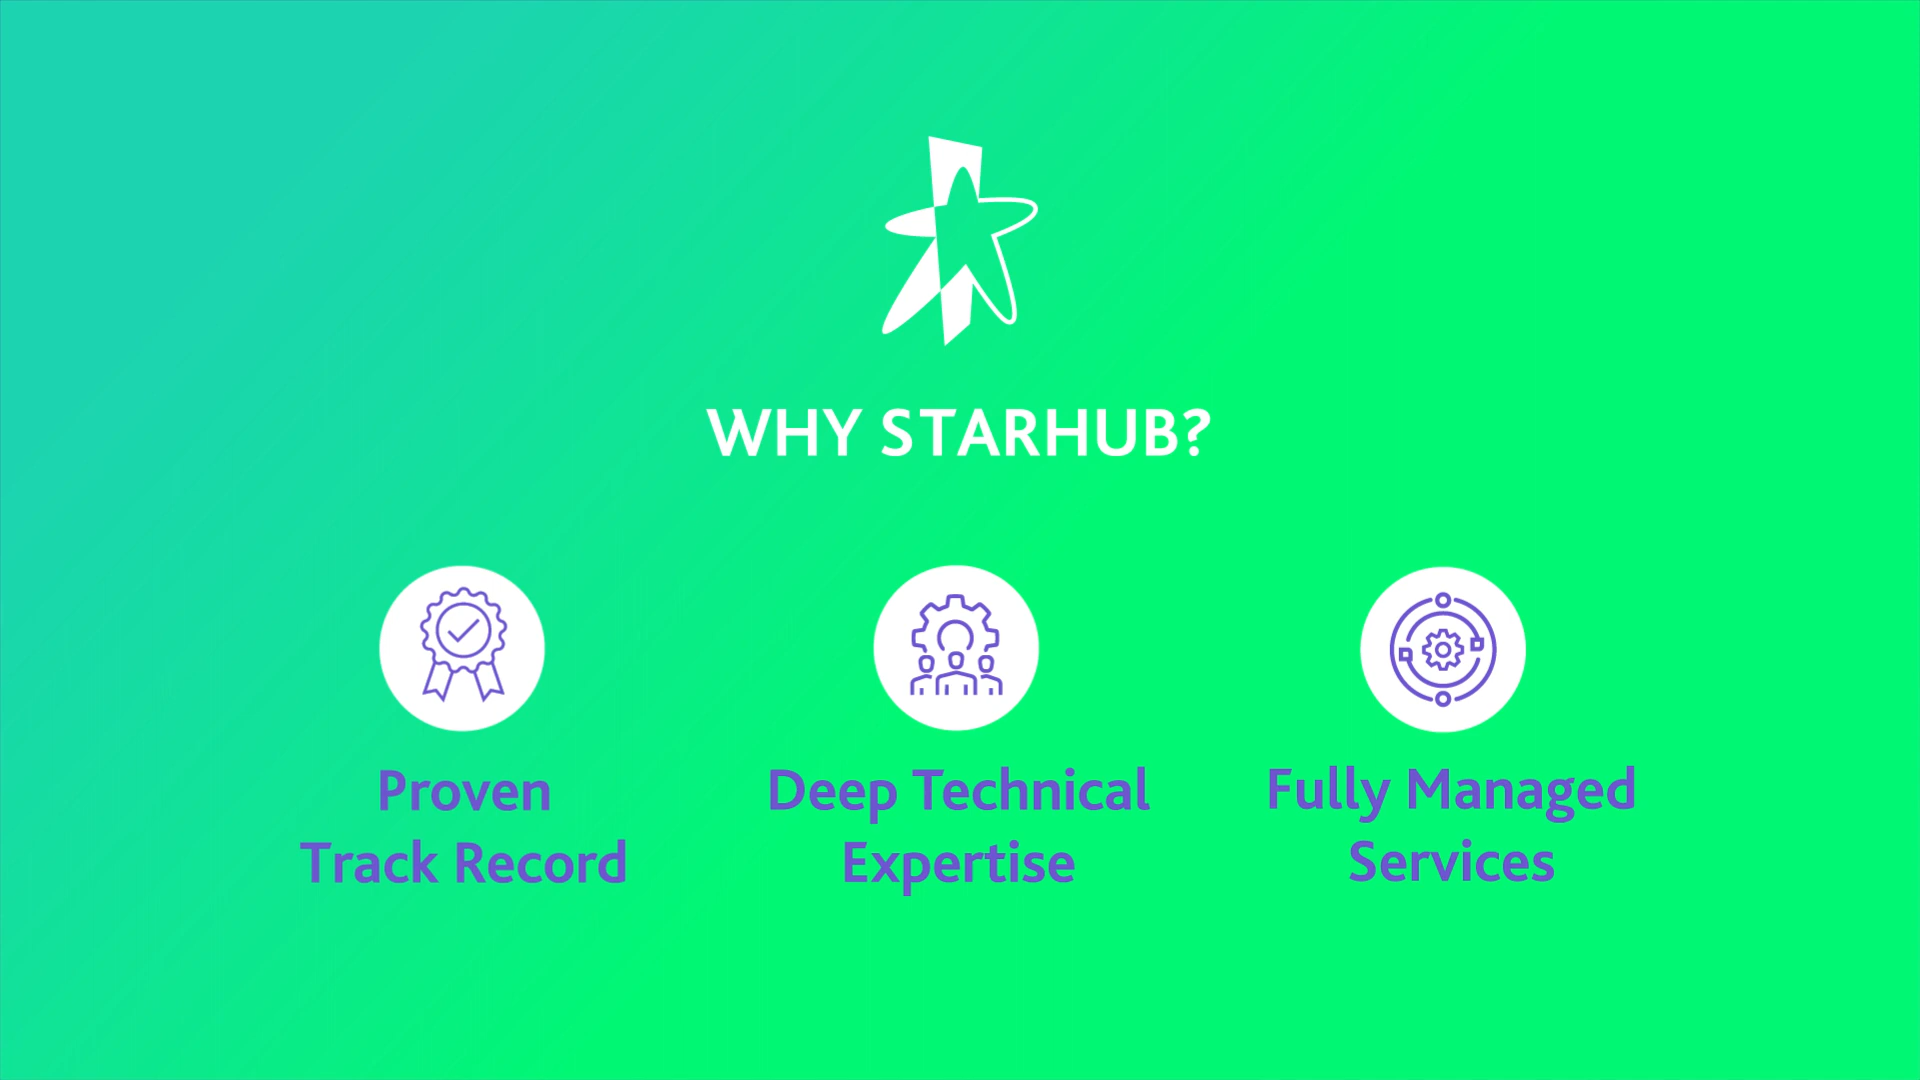 WHY STARHUB?
Proven
Track Record
Deep Technical
Expertise
Fully Managed
Services